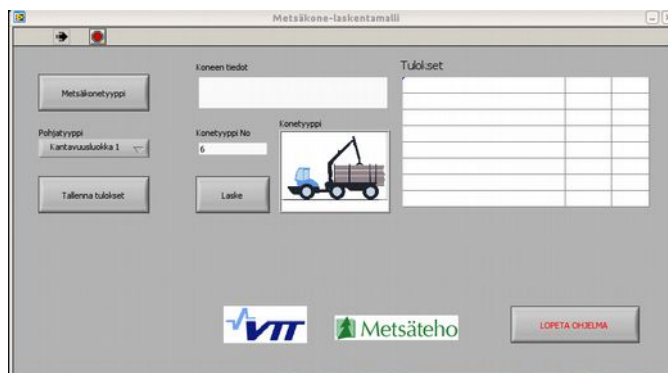 Metsäkone-laskentamalli
Koneen tiedot
Tulokset
Metsäkonetyyppi
Pohjatyyppi
Kantavuusluokka 1
Konetyyppi No
6
Konetyyppi
Tallenna tulokset
Laske
VTT
Metsäteho
LOPETA OHJELMA